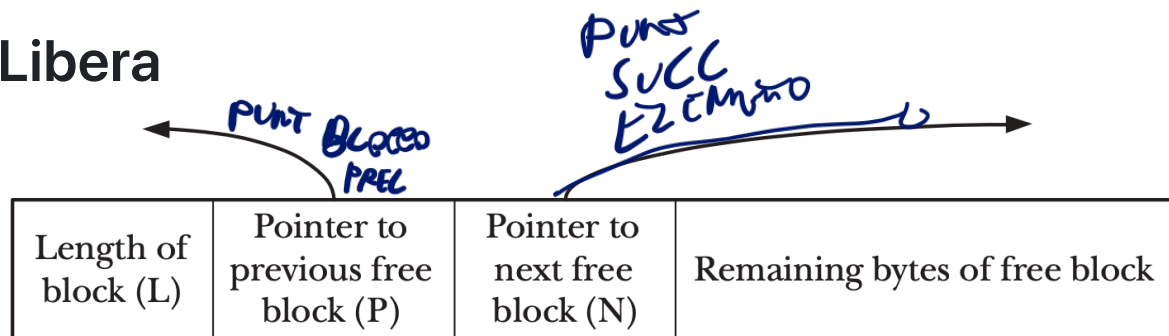 Libera
PUNT
SUCC
PUNT BLOCCO
PREC
Length of
block (L)
Pointer to
previous free
block (P)
Pointer to
next free
block (N)
Remaining bytes of free block